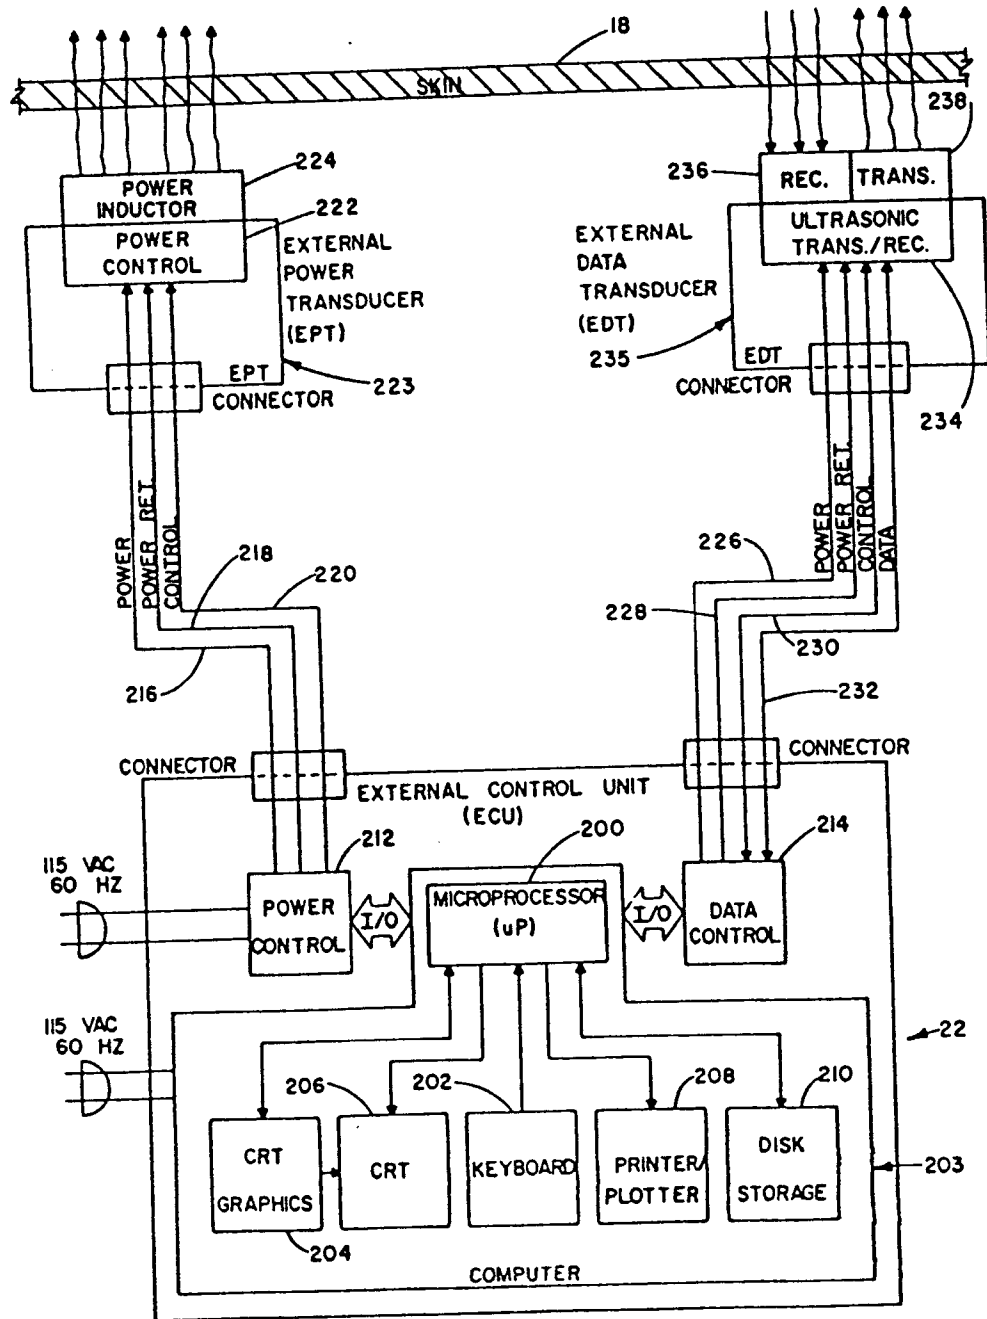 18
SKIN
238
224
236
REC.
TRANS.
POWER
INDUCTOR
222
POWER
CONTROL
EXTERNAL
POWER
TRANSDUCER
(EPT)
EXTERNAL
DATA
TRANSDUCER
(EDT)
ULTRASONIC
TRANS./REC.
235
EPT
CONNECTOR
223
EDT
CONNECTOR
234
POWER
POWER RET.
CONTROL
218
220
216
POWER
POWER RET.
CONTROL
DATA
226
228
230
232
CONNECTOR
CONNECTOR
EXTERNAL CONTROL UNIT
(ECU)
212
200
214
115 VAC
60 HZ
POWER
CONTROL
I/O
MICROPROCESSOR
(uP)
I/O
DATA
CONTROL
115 VAC
60 HZ
22
206
202
208
210
CRT
GRAPHICS
CRT
KEYBOARD
PRINTER/
PLOTTER
DISK
STORAGE
203
204
COMPUTER